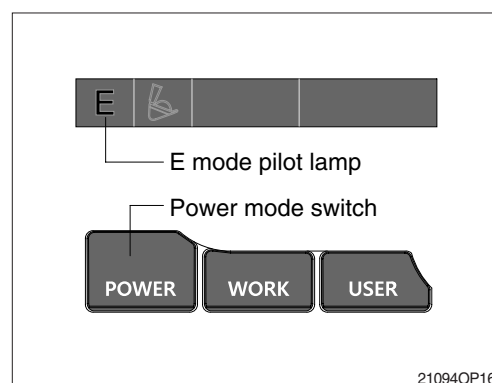 E
E mode pilot lamp
Power mode switch
POWER WORK USER
21094OP16